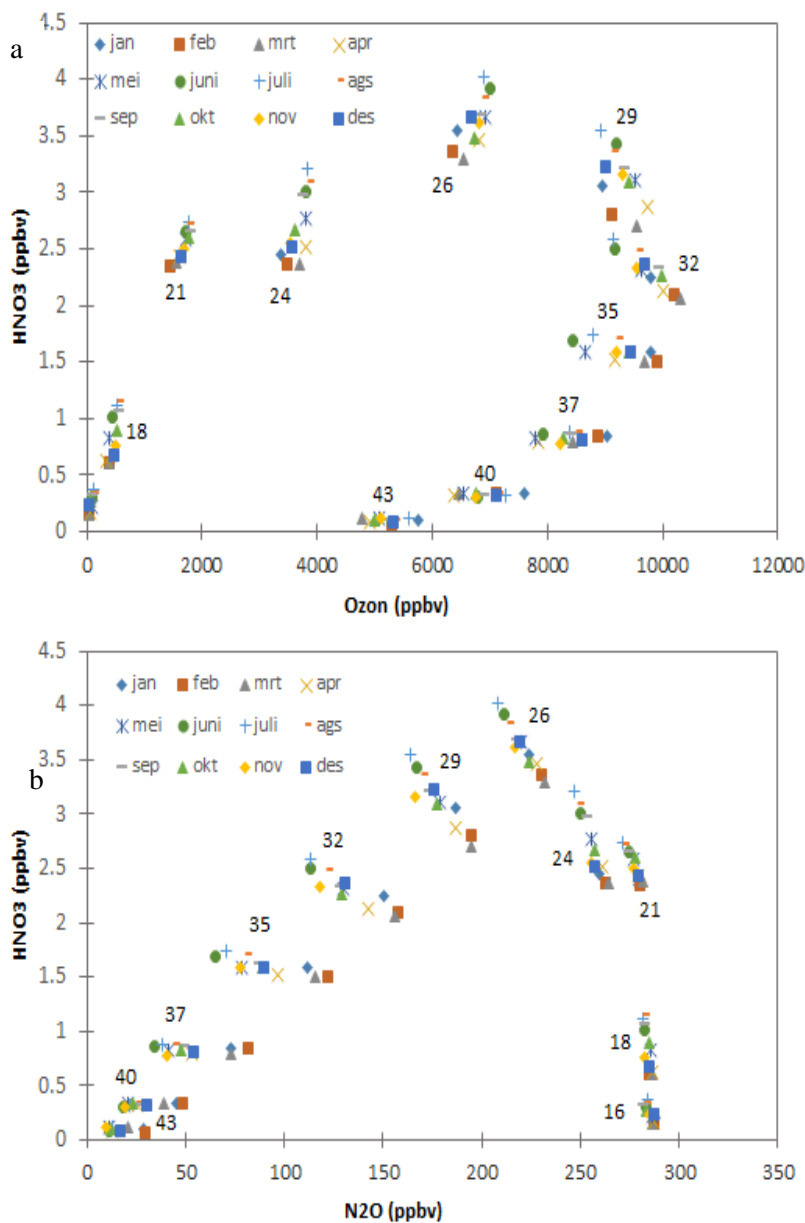 a
4.5
jan feb mrt apr
4
mei juni juli ags
29
3.5
sep okt nov des
26
3
HNO3 (ppbv)
2.5
21 24 32
2
35
1.5
37
1
18
0.5
43 40
0
0 2000 4000 6000 8000 10000 12000
Ozon (ppbv)
b
4.5
jan feb mrt apr
4
26
mei juni juli ags
3.5
29
sep okt nov des
3
32
HNO3 (ppbv)
2.5
24
21
2
35
1.5
37
1
18
40
0.5
16
43
0
0 50 100 150 200 250 300 350
N2O (ppbv)